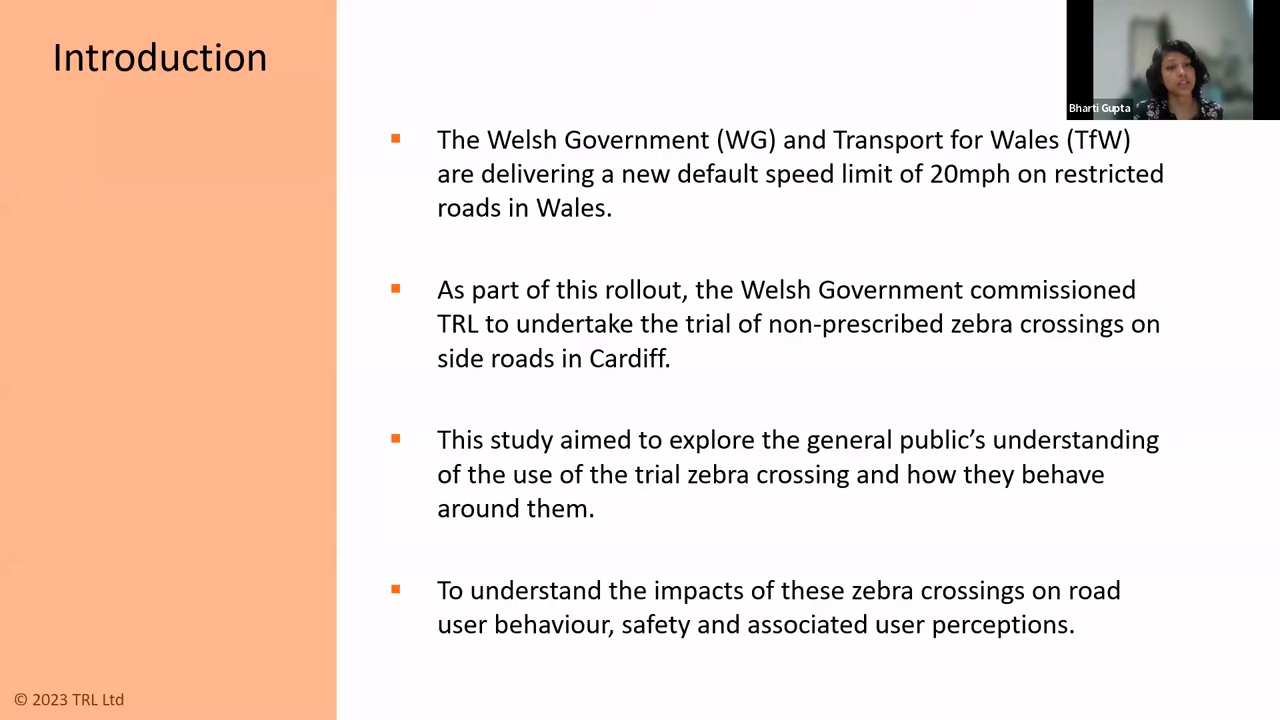 Introduction
Bharti Gupta
The Welsh Government (WG) and Transport for Wales (TfW)
are delivering a new default speed limit of 20mph on restricted
roads in Wales.
As part of this rollout, the Welsh Government commissioned
TRL to undertake the trial of non-prescribed zebra crossings on
side roads in Cardiff.
This study aimed to explore the general public’s understanding
of the use of the trial zebra crossing and how they behave
around them.
To understand the impacts of these zebra crossings on road
user behaviour, safety and associated user perceptions.
© 2023 TRL Ltd